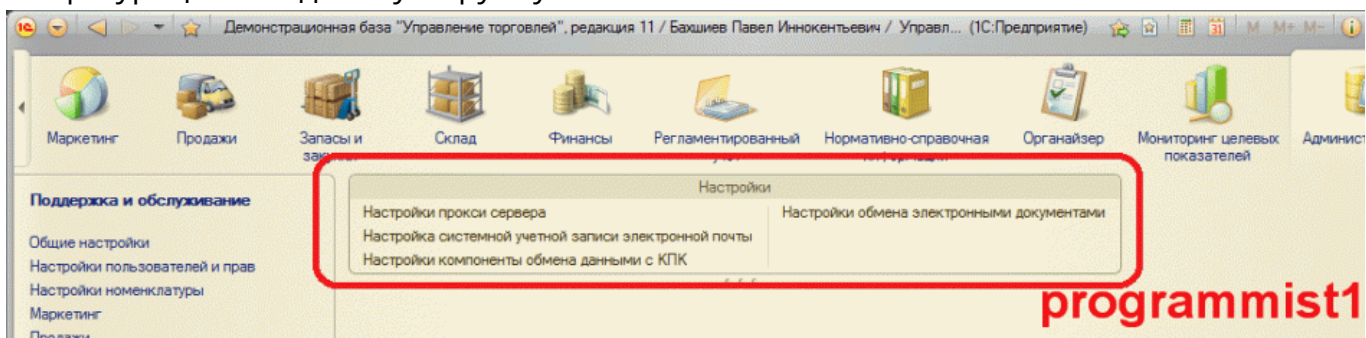 Демонстрационная база "Управление торговлей", редакция 11 / Бахшиев Павел Иннокентьевич / Управл... (1С:Предприятие)
M M+ M-
Маркетинг Продажи Запасы и Склад Финансы Регламентированный Нормативно-справочная Органайзер Мониторинг целевых показателей
Настройки
Поддержка и обслуживание
Настройки прокси сервера Настройки обмена электронными документами
Настройка системной учетной записи электронной почты
Общие настройки
Настройки компоненты обмена данными с КПК
Настройки пользователей и прав
Настройки номенклатуры
Маркетинг
programmist1
Продажи